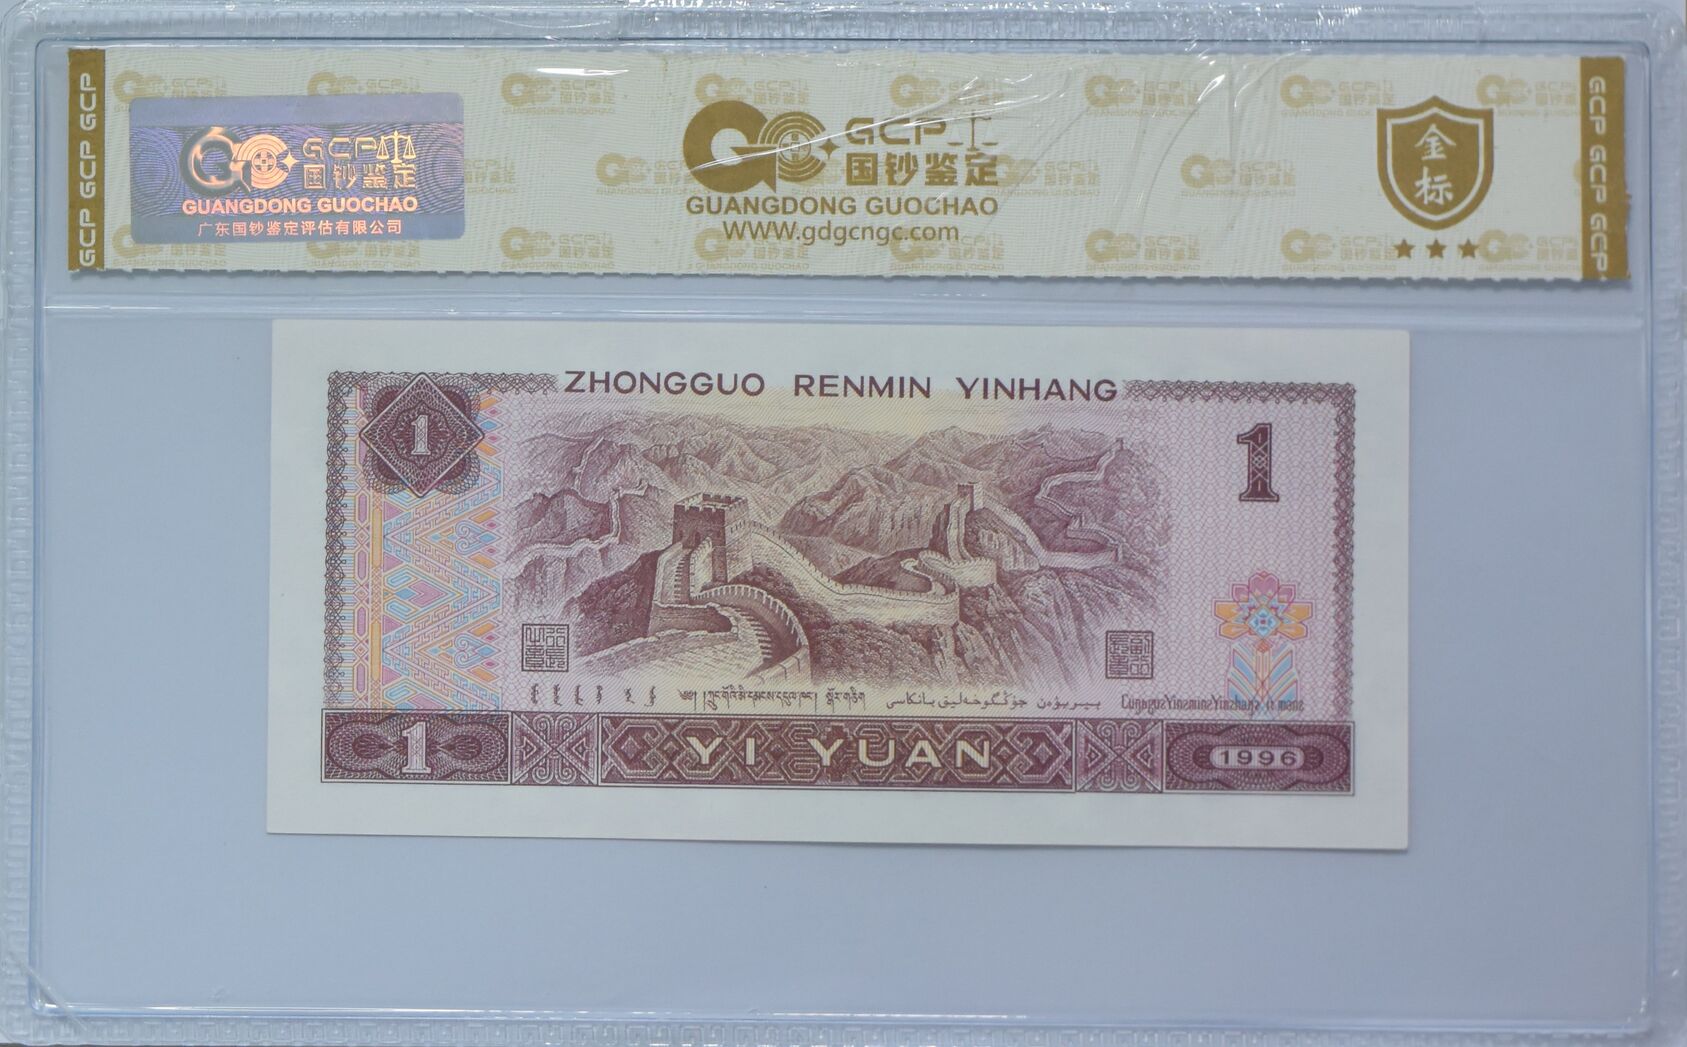 GCP GCP GCP
GCP
国钞鉴定
GUANGDONG GUOCHAO
广东国钞鉴定评估有限公司
GCP
国钞鉴定
GUANGDONG GUOCHAO
WWW.gdgcngc.com
金标
GCP GCP GCP
ZHONGGUO RENMIN YINHANG
1
1
1
YI YUAN
1996